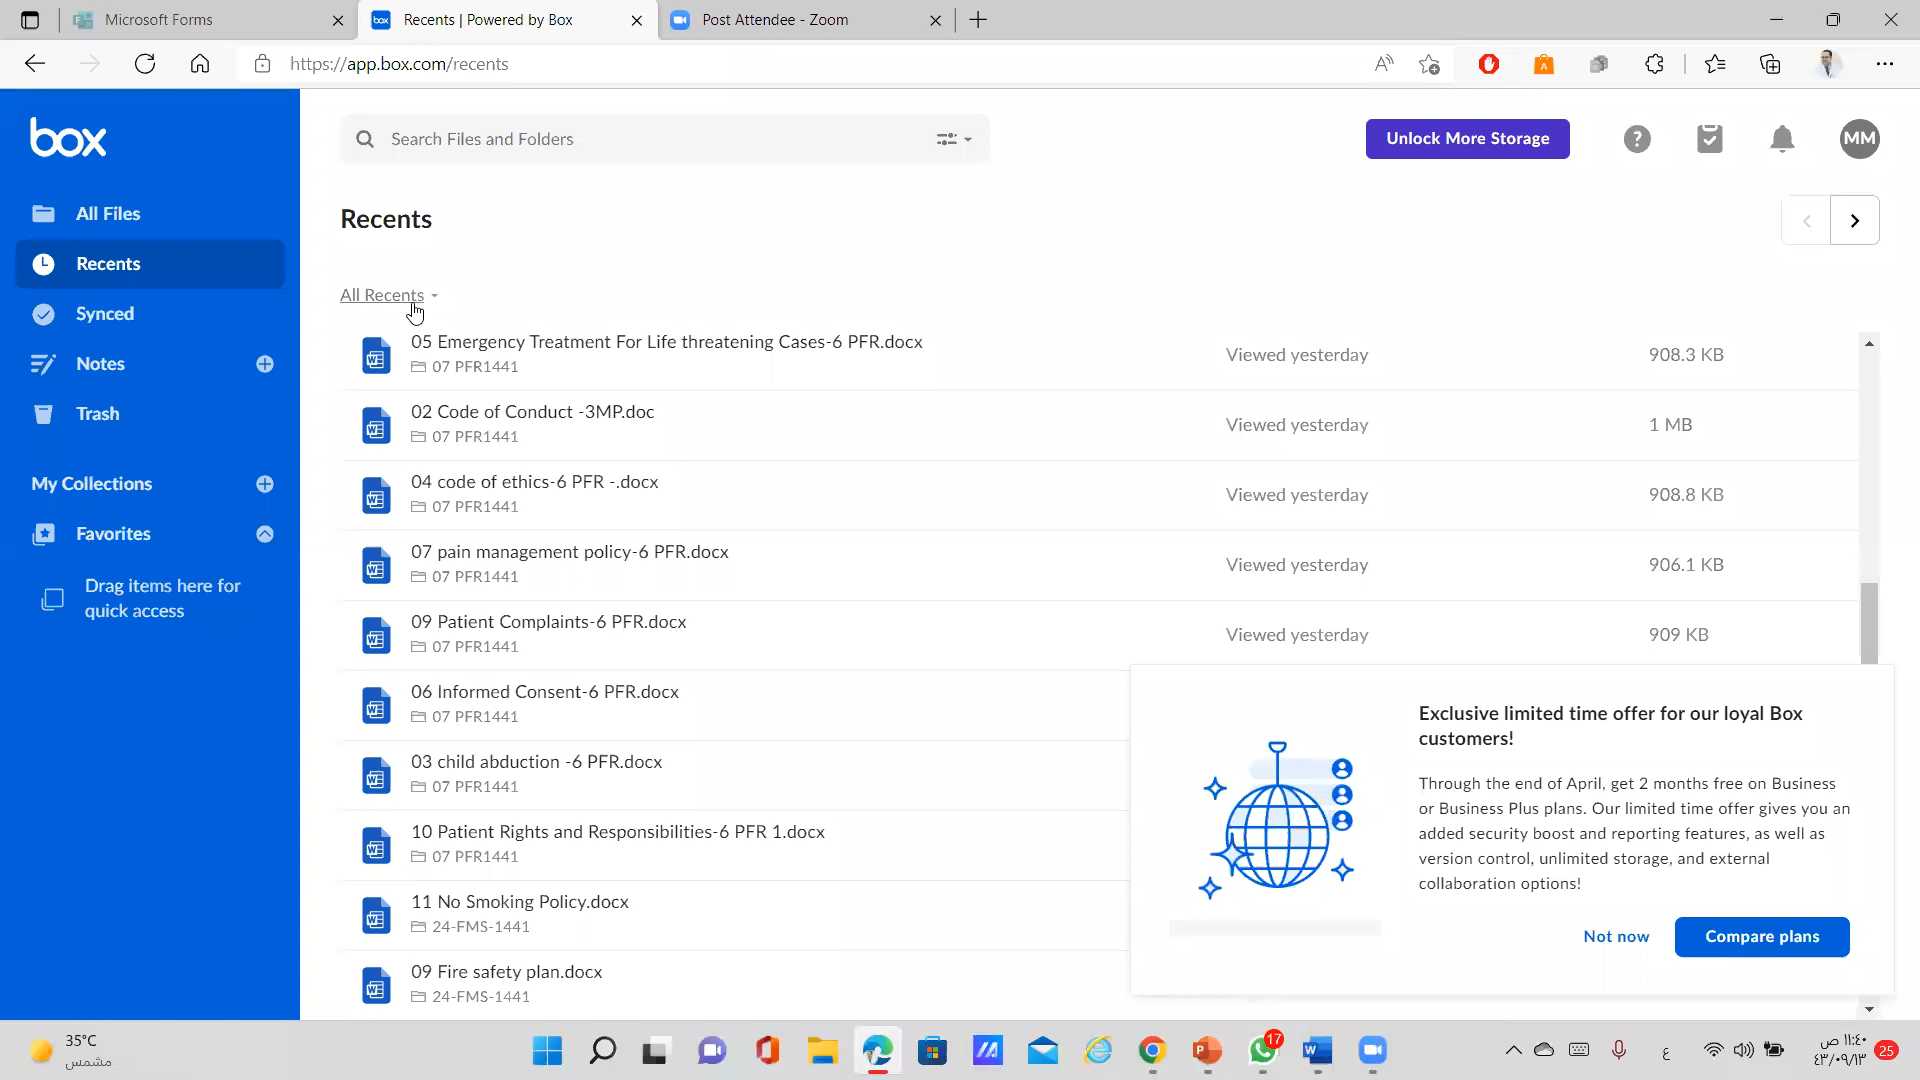 Microsoft Forms
Recents | Powered by Box
Post Attendee - Zoom
https://app.box.com/recents
box
Search Files and Folders
Unlock More Storage
MM
All Files
Recents
Synced
Notes
Trash
My Collections
Favorites
Drag items here for
quick access
Recents
All Recents
05 Emergency Treatment For Life threatening Cases-6 PFR.docx
07 PFR1441
Viewed yesterday
908.3 KB
02 Code of Conduct -3MP.doc
07 PFR1441
Viewed yesterday
1 MB
04 code of ethics-6 PFR -.docx
07 PFR1441
Viewed yesterday
908.8 KB
07 pain management policy-6 PFR.docx
07 PFR1441
Viewed yesterday
906.1 KB
09 Patient Complaints-6 PFR.docx
07 PFR1441
Viewed yesterday
909 KB
06 Informed Consent-6 PFR.docx
07 PFR1441
03 child abduction -6 PFR.docx
07 PFR1441
10 Patient Rights and Responsibilities-6 PFR 1.docx
07 PFR1441
11 No Smoking Policy.docx
24-FMS-1441
09 Fire safety plan.docx
24-FMS-1441
Exclusive limited time offer for our loyal Box
customers!
Through the end of April, get 2 months free on Business
or Business Plus plans. Our limited time offer gives you an
added security boost and reporting features, as well as
version control, unlimited storage, and external
collaboration options!
Not now
Compare plans
35°C
مشمس
17
ع
١١:٤٠ ص
٤٣/٠٩/١٣
25